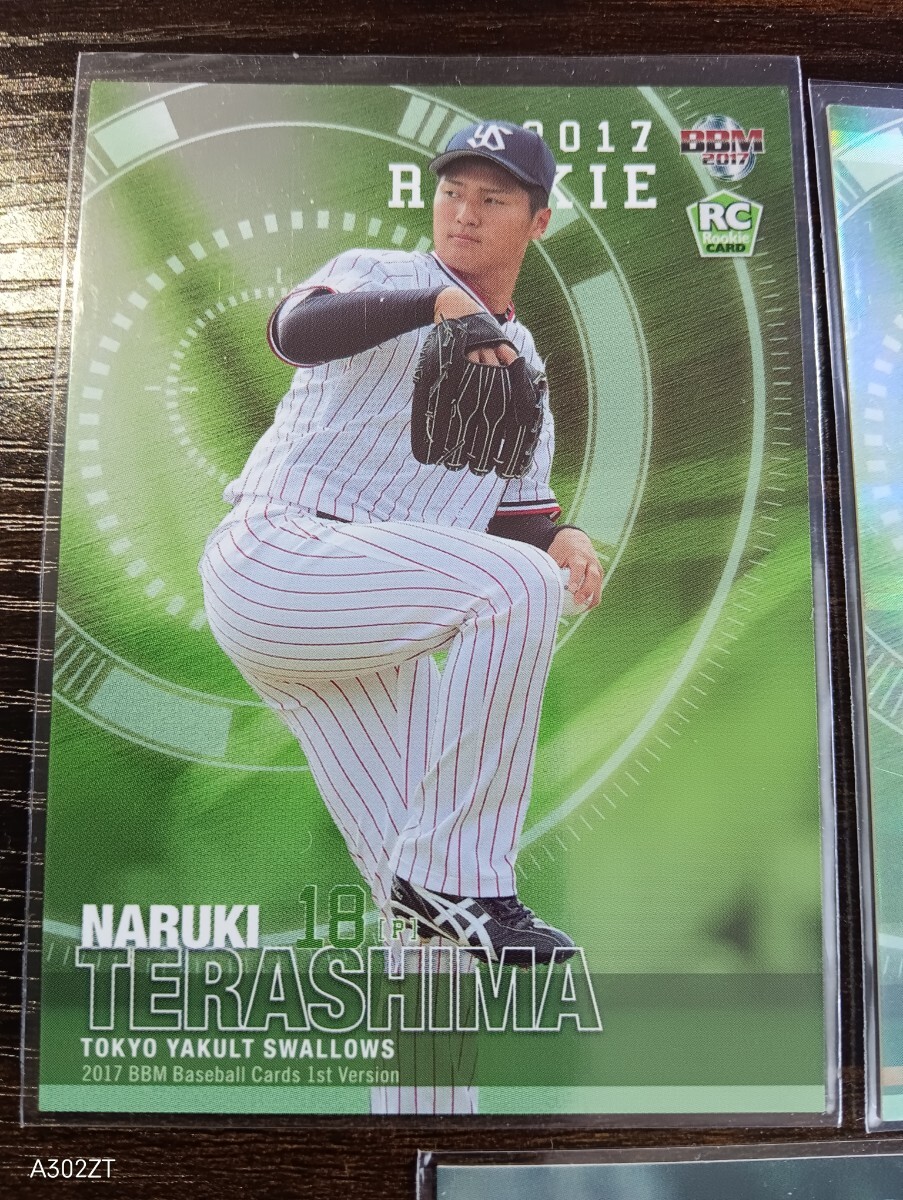 2017
ROOKIE
BBM
2017
RC
Rookie
CARD
YS
NARUKI 18 [P]
TERASHIMA
TOKYO YAKULT SWALLOWS
2017 BBM Baseball Cards 1st Version
A302ZT